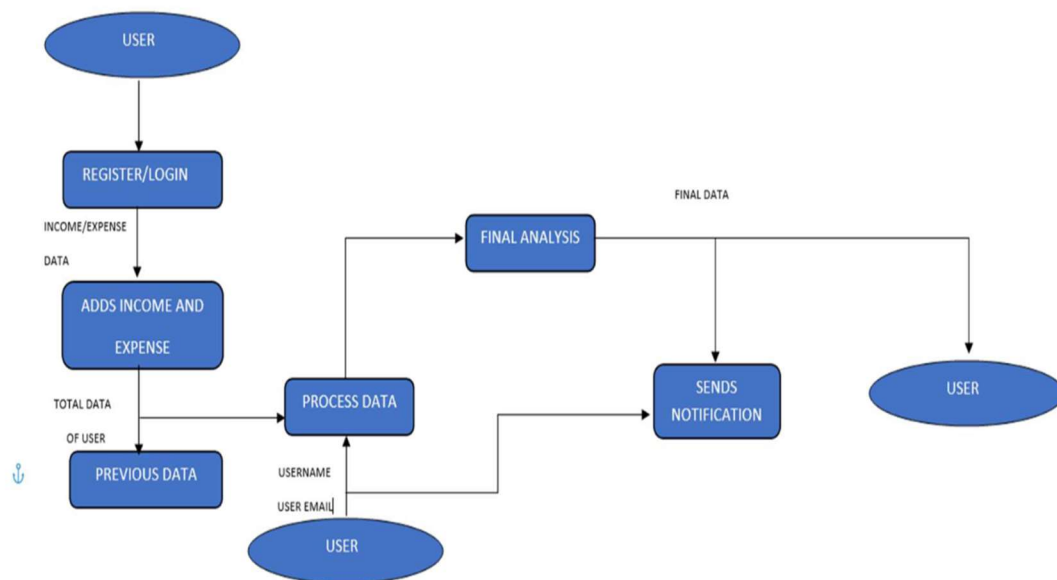 USER
REGISTER/LOGIN
INCOME/EXPENSE
DATA
ADDS INCOME AND
EXPENSE
TOTAL DATA
OF USER
PREVIOUS DATA
PROCESS DATA
USERNAME
USER EMAIL
USER
FINAL ANALYSIS
FINAL DATA
SENDS
NOTIFICATION
USER